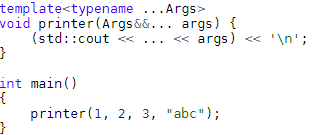 template<typename ...Args>
void printer(Args&&... args) {
    (std::cout << ... << args) << '\n';
}

int main()
{
    printer(1, 2, 3, "abc");
}